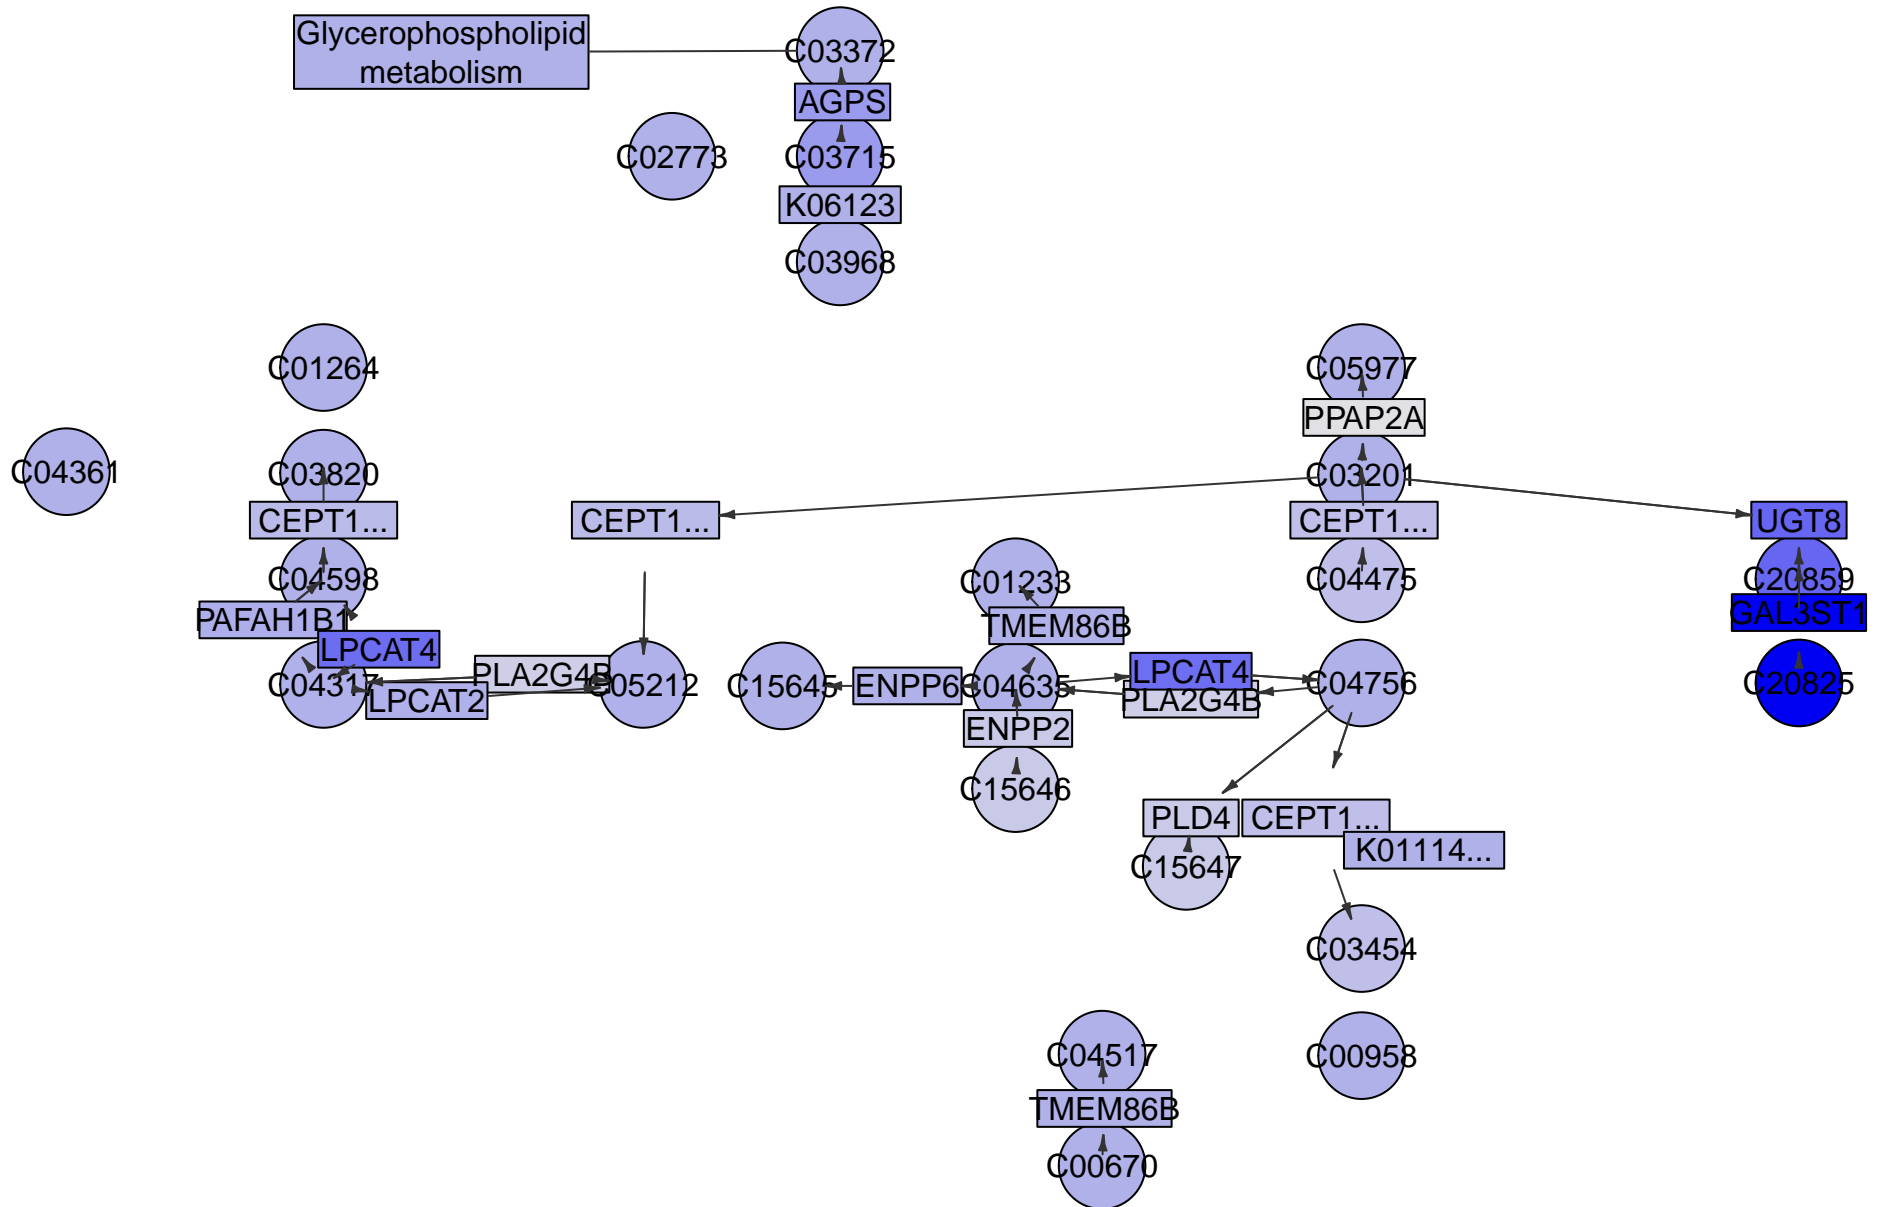 Glycerophospholipid
metabolism
C03372
AGPS
C02773
C03715
K06123
C03968
C01264
C05977
PPAP2A
C04361
C03820
C03201
CEPT1...
CEPT1...
CEPT1...
UGT8
C04598
C01233
C04475
C20859
PAFAH1B1
TMEM86B
GAL3ST1
LPCAT4
C04317
PLA2G4B
LPCAT2
C05212
C15645
ENPP6
C04635
LPCAT4
PLA2G4B
C04756
C20825
ENPP2
C15646
PLD4
CEPT1...
K01114...
C15647
C03454
C04517
C00958
TMEM86B
C00670